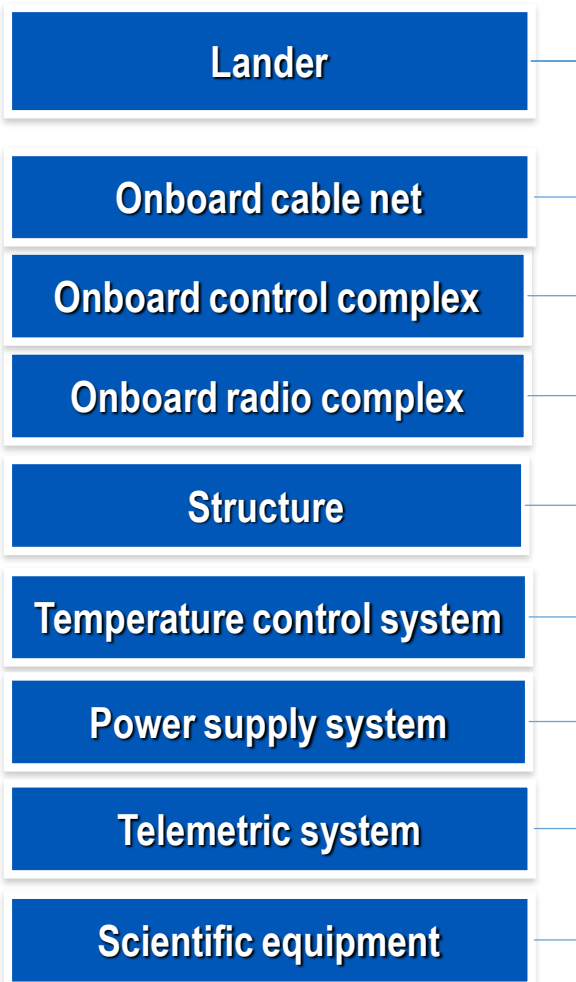 Lander
Onboard cable net
Onboard control complex
Onboard radio complex
Structure
Temperature control system
Power supply system
Telemetric system
Scientific equipment